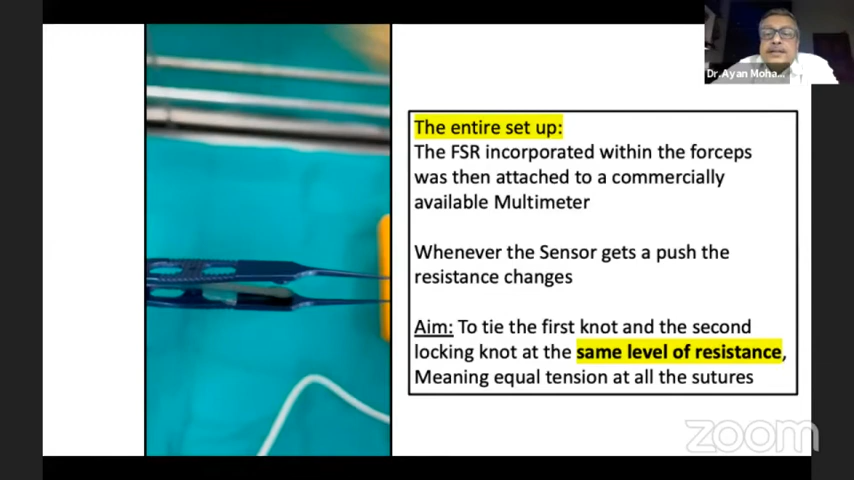 Dr.Ayan Moha...
The entire set up:
The FSR incorporated within the forceps
was then attached to a commercially
available Multimeter
Whenever the Sensor gets a push the
resistance changes
Aim: To tie the first knot and the second
locking knot at the same level of resistance,
Meaning equal tension at all the sutures
zoom